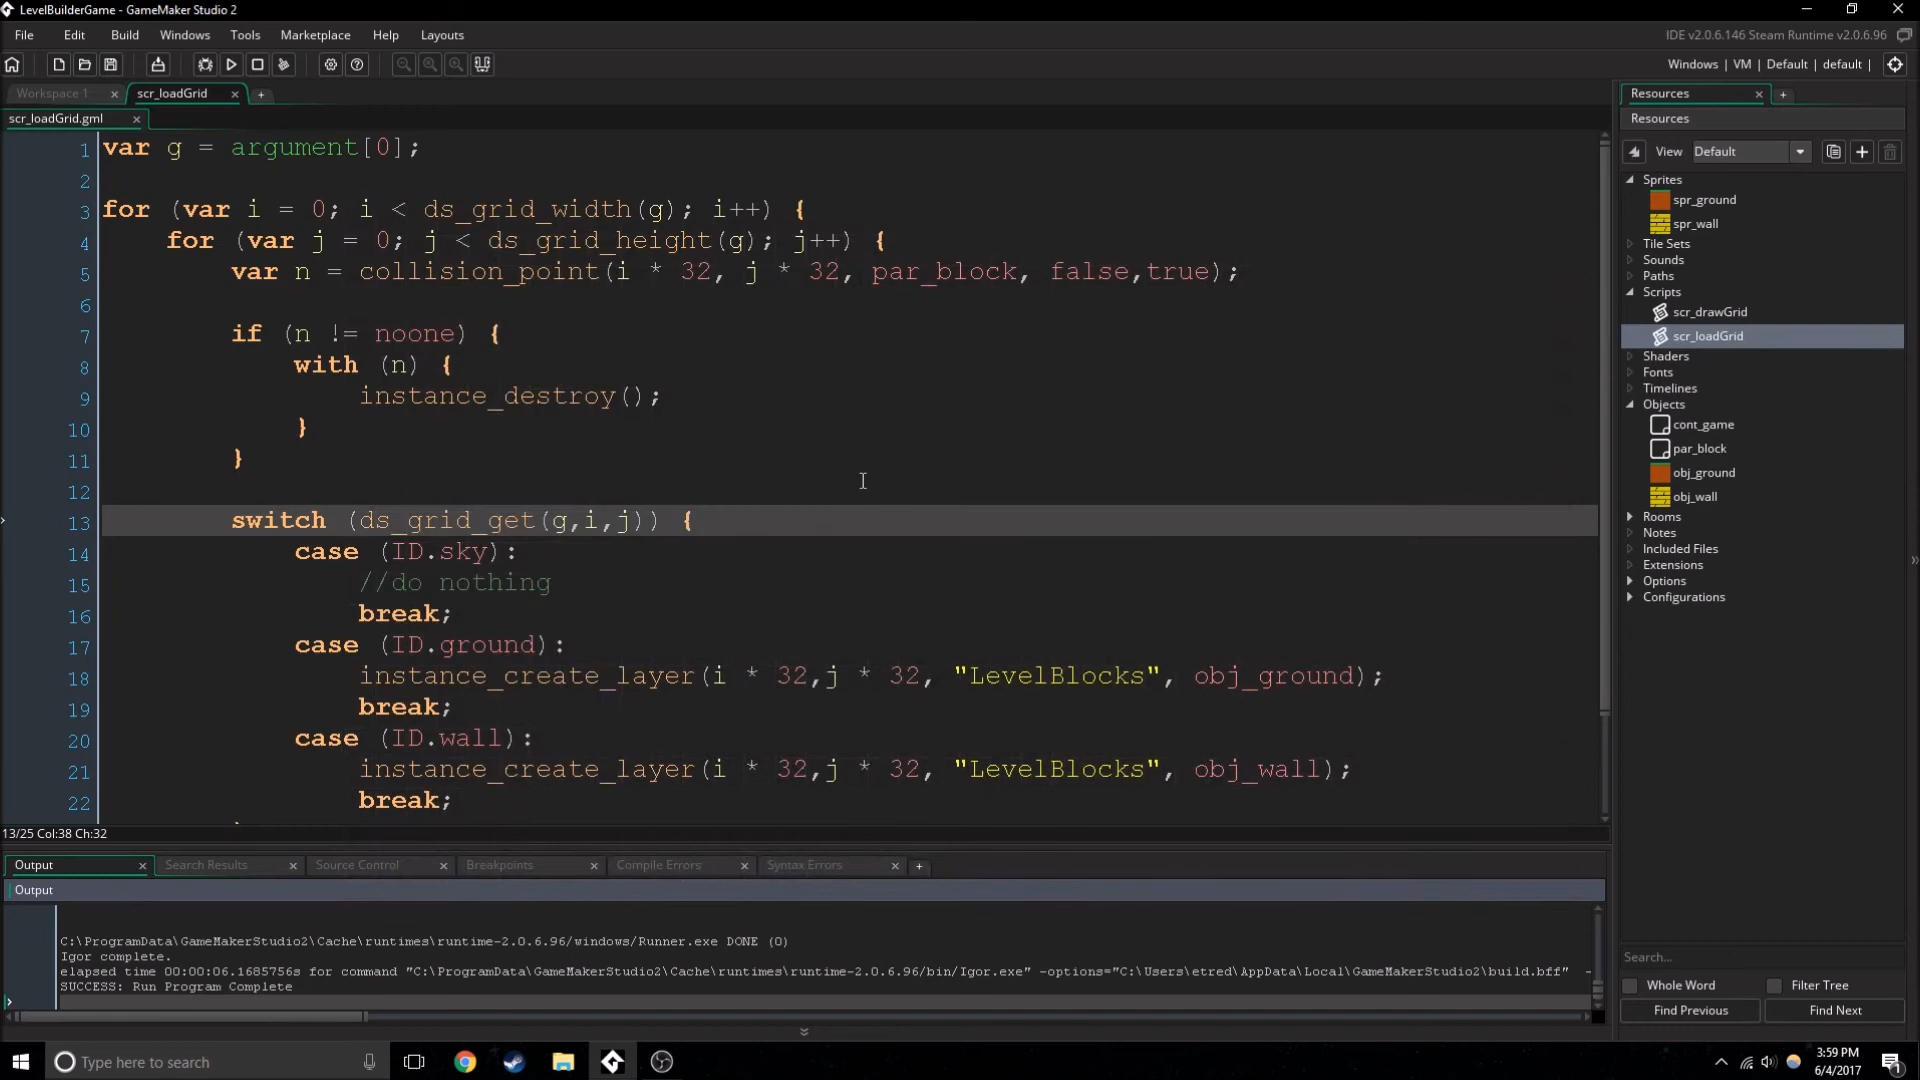 LevelBuilderGame - GameMaker Studio 2
File Edit Build Windows Tools Marketplace Help Layouts
IDE v2.0.6.146 Steam Runtime v2.0.6.96
Windows | VM | Default | default |
Workspace 1
scr_loadGrid
scr_loadGrid.gml
1 var g = argument[0];
2
3 for (var i = 0; i < ds_grid_width(g); i++) {
4 for (var j = 0; j < ds_grid_height(g); j++) {
5 var n = collision_point(i * 32, j * 32, par_block, false,true);
6
7 if (n != noone) {
8 with (n) {
9 instance_destroy();
10 }
11 }
12
13 switch (ds_grid_get(g,i,j)) {
14 case (ID.sky):
15 //do nothing
16 break;
17 case (ID.ground):
18 instance_create_layer(i * 32,j * 32, "LevelBlocks", obj_ground);
19 break;
20 case (ID.wall):
21 instance_create_layer(i * 32,j * 32, "LevelBlocks", obj_wall);
22 break;
13/25 Col:38 Ch:32
Output
Search Results
Source Control
Breakpoints
Compile Errors
Syntax Errors
Output
C:\ProgramData\GameMakerStudio2\Cache\runtimes\runtime-2.0.6.96/windows/Runner.exe DONE (0)
Igor complete.
elapsed time 00:00:06.1685756s for command "C:\ProgramData\GameMakerStudio2\Cache\runtimes\runtime-2.0.6.96/bin/Igor.exe" -options="C:\Users\etred\AppData\Local\GameMakerStudio2\build.bff" -
SUCCESS: Run Program Complete
Resources
Resources
View Default
Sprites
spr_ground
spr_wall
Tile Sets
Sounds
Paths
Scripts
scr_drawGrid
scr_loadGrid
Shaders
Fonts
Timelines
Objects
cont_game
par_block
obj_ground
obj_wall
Rooms
Notes
Included Files
Extensions
Options
Configurations
Search...
Whole Word
Filter Tree
Find Previous
Find Next
Type here to search
3:59 PM
6/4/2017
1